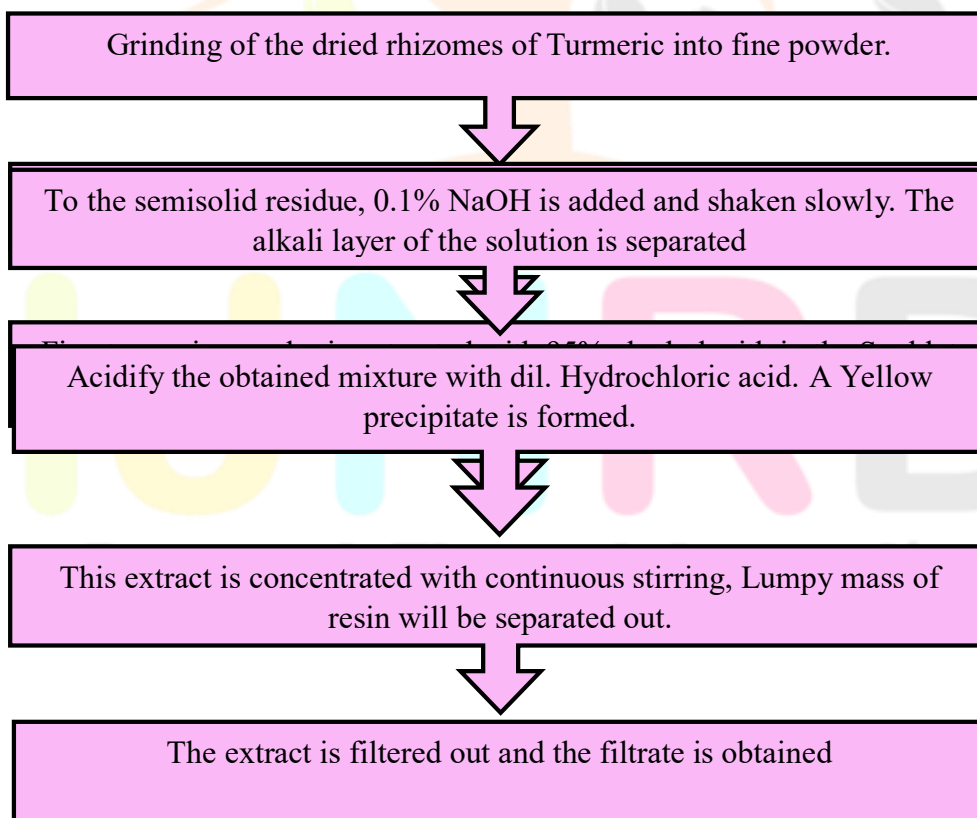 Grinding of the dried rhizomes of Turmeric into fine powder.
To the semisolid residue, 0.1% NaOH is added and shaken slowly. The
alkali layer of the solution is separated
Acidify the obtained mixture with dil. Hydrochloric acid. A Yellow
precipitate is formed.
This extract is concentrated with continuous stirring, Lumpy mass of
resin will be separated out.
The extract is filtered out and the filtrate is obtained